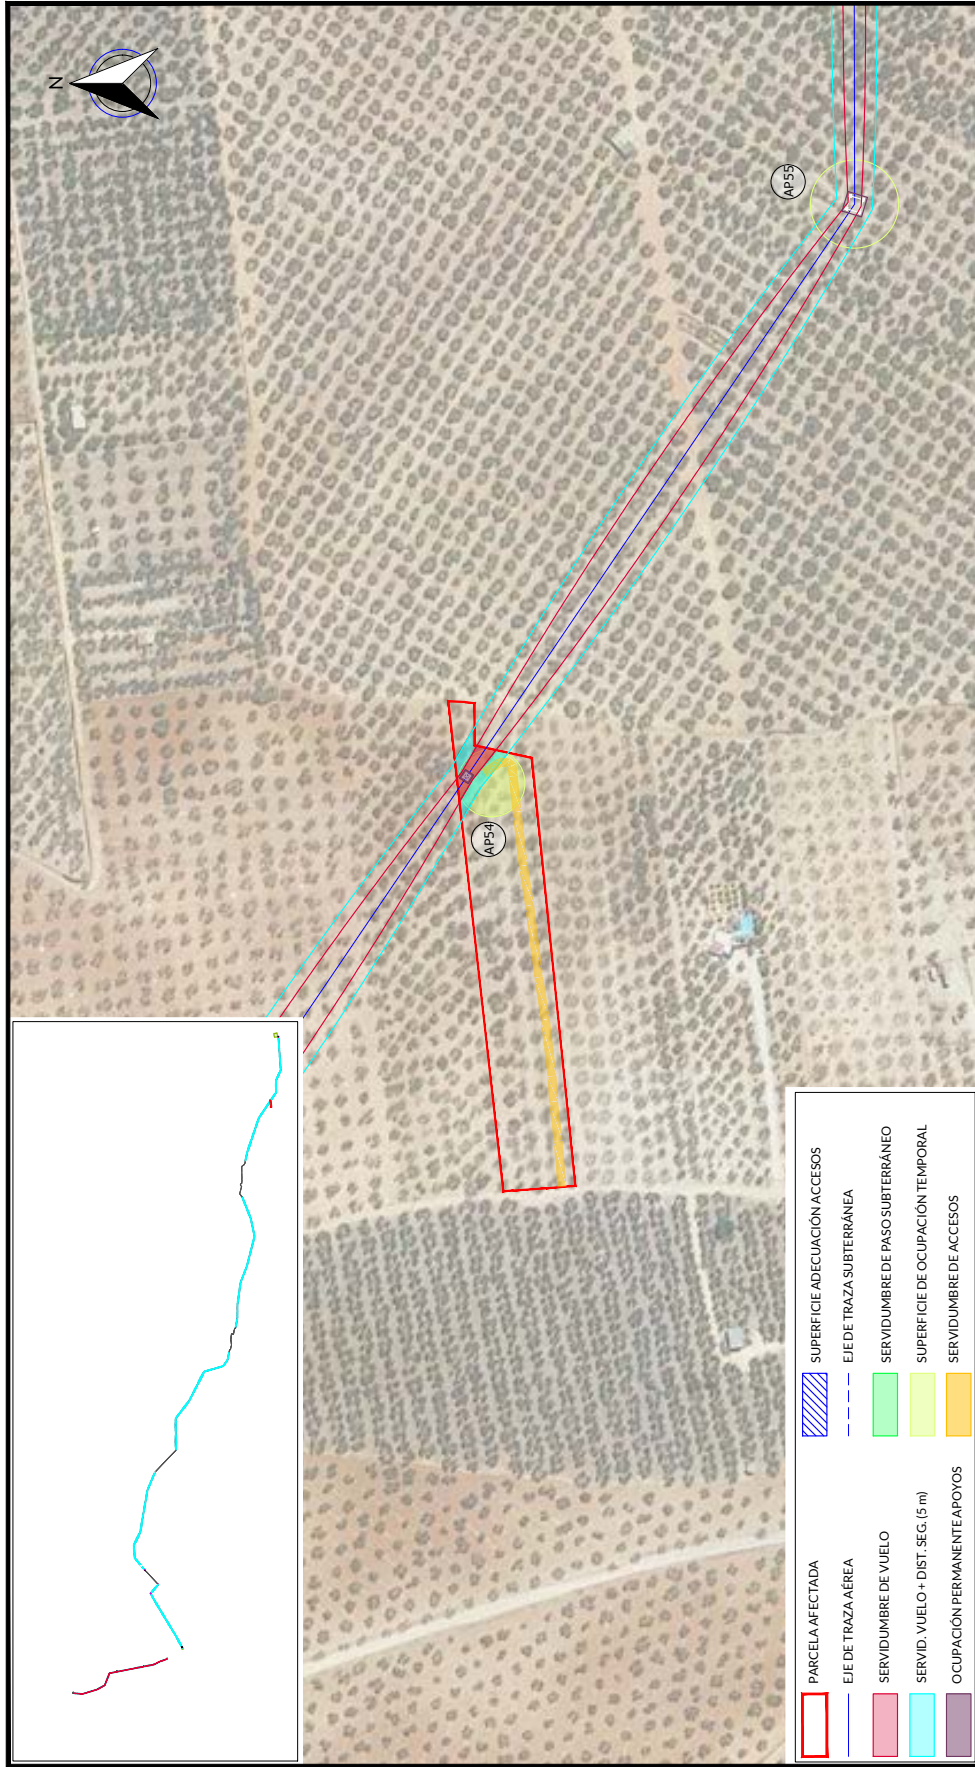 N
AP55
AP54
PARCELA AFECTADA
EJE DE TRAZA AÉREA
SERVIDUMBRE DE VUELO
SERVID. VUELO + DIST. SEG. (5 m)
OCUPACIÓN PERMANENTE APOYOS
SUPERFICIE ADECUACIÓN ACCESOS
EJE DE TRAZA SUBTERRÁNEA
SERVIDUMBRE DE PASO SUBTERRÁNEO
SUPERFICIE DE OCUPACIÓN TEMPORAL
SERVIDUMBRE DE ACCESOS